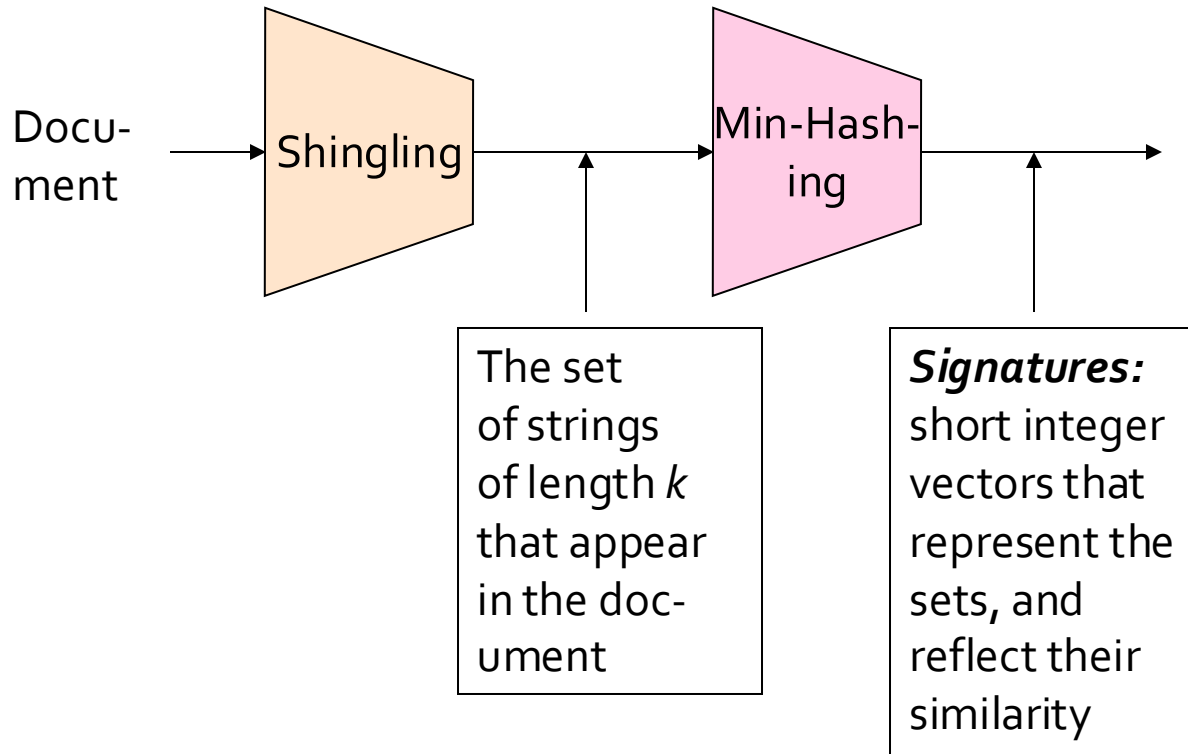 Docu-
ment
Shingling
Min-Hash-
ing
The set
of strings
of length k
that appear
in the doc-
ument
Signatures:
short integer
vectors that
represent the
sets, and
reflect their
similarity